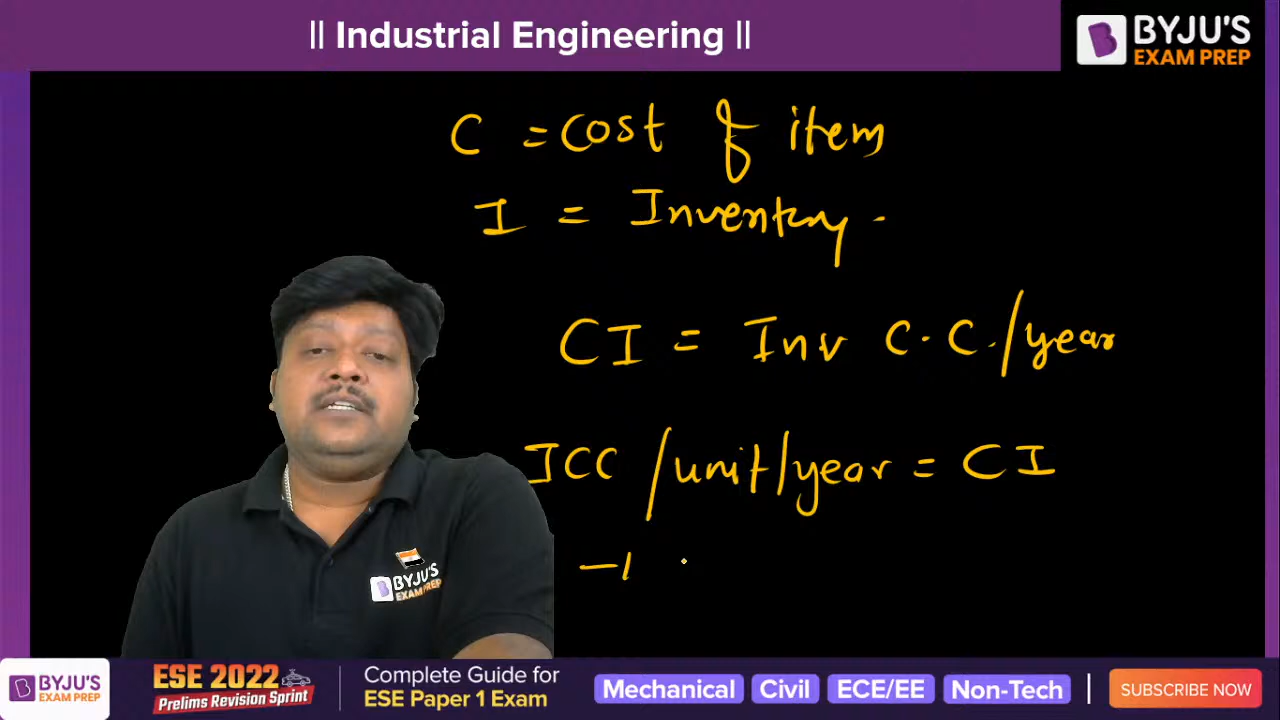 || Industrial Engineering ||
BYJU'S
EXAM PREP
C = Cost of item
I = Inventory .
CI = Inv C.C./year
ICC /unit/year = CI
BYJU'S
EXAM PREP
BYJU'S
EXAM PREP
ESE 2022
Prelims Revision Sprint
Complete Guide for
ESE Paper 1 Exam
Mechanical
Civil
ECE/EE
Non-Tech
SUBSCRIBE NOW